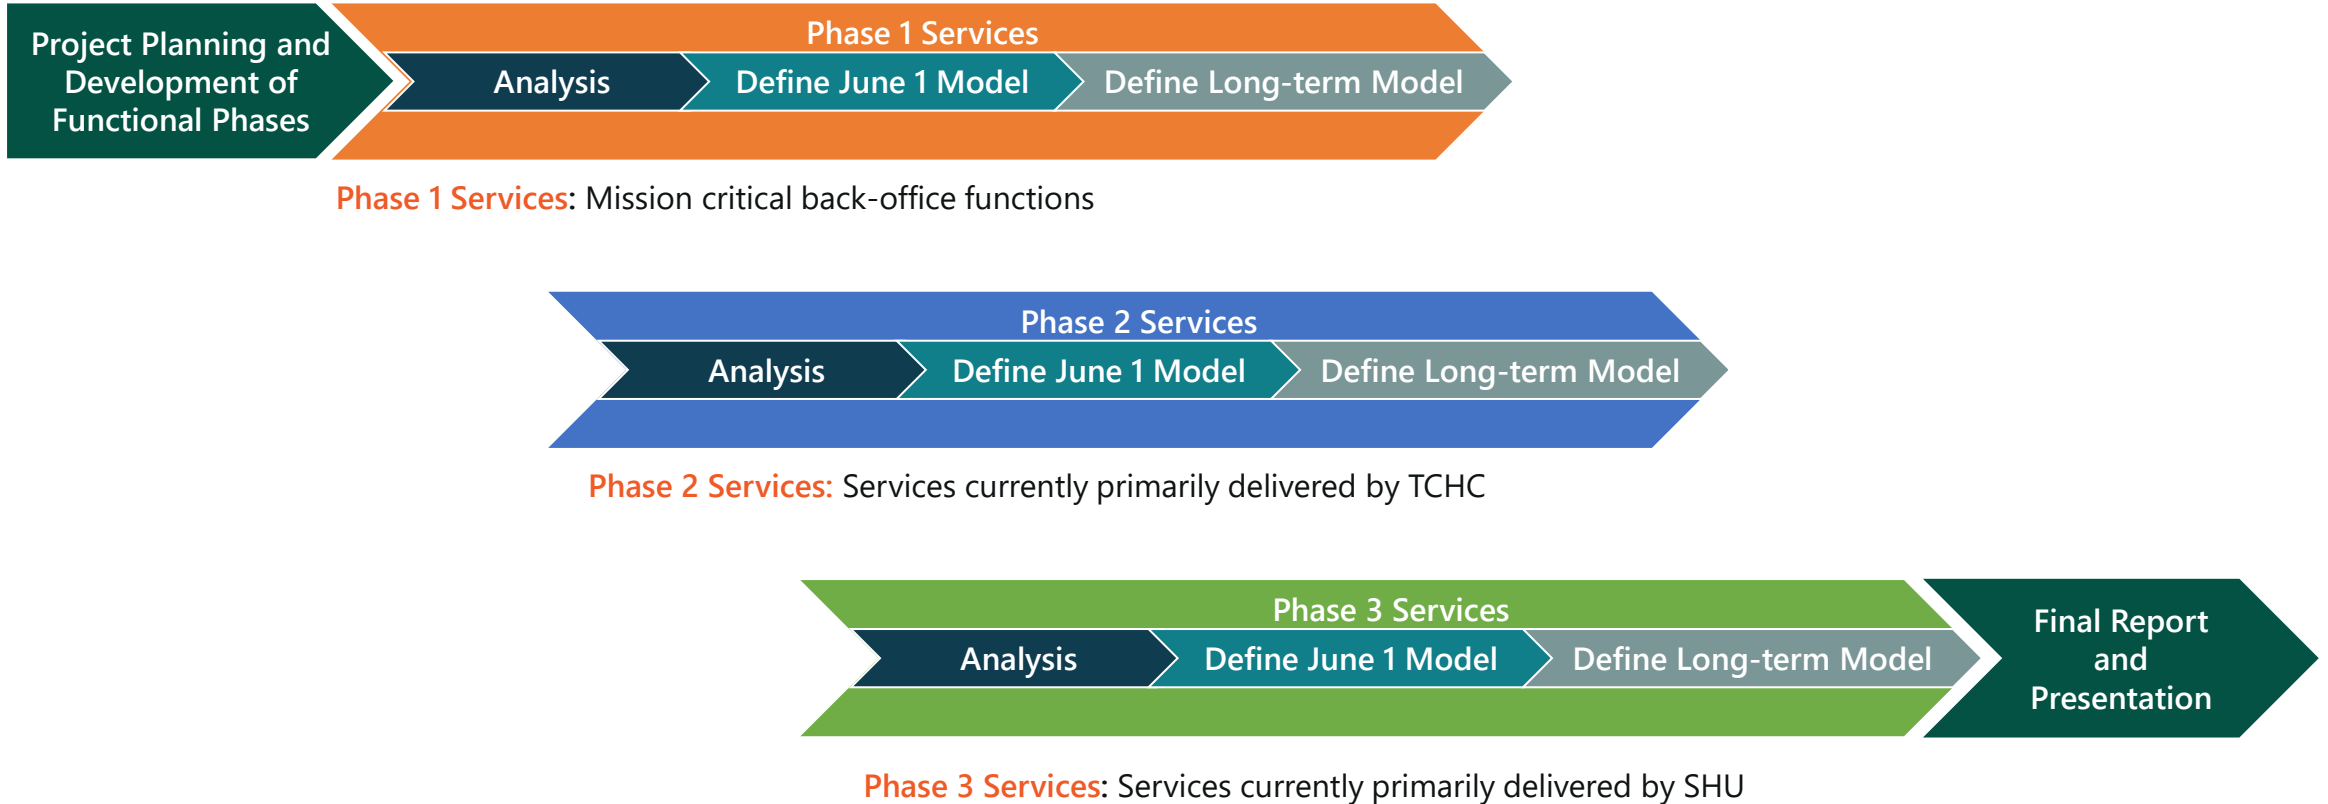 Project Planning and
Development of
Functional Phases
Phase 1 Services
Analysis
Define June 1 Model
Define Long-term Model
Phase 1 Services: Mission critical back-office functions
Phase 2 Services
Analysis
Define June 1 Model
Define Long-term Model
Phase 2 Services: Services currently primarily delivered by TCHC
Phase 3 Services
Analysis
Define June 1 Model
Define Long-term Model
Final Report
and
Presentation
Phase 3 Services: Services currently primarily delivered by SHU